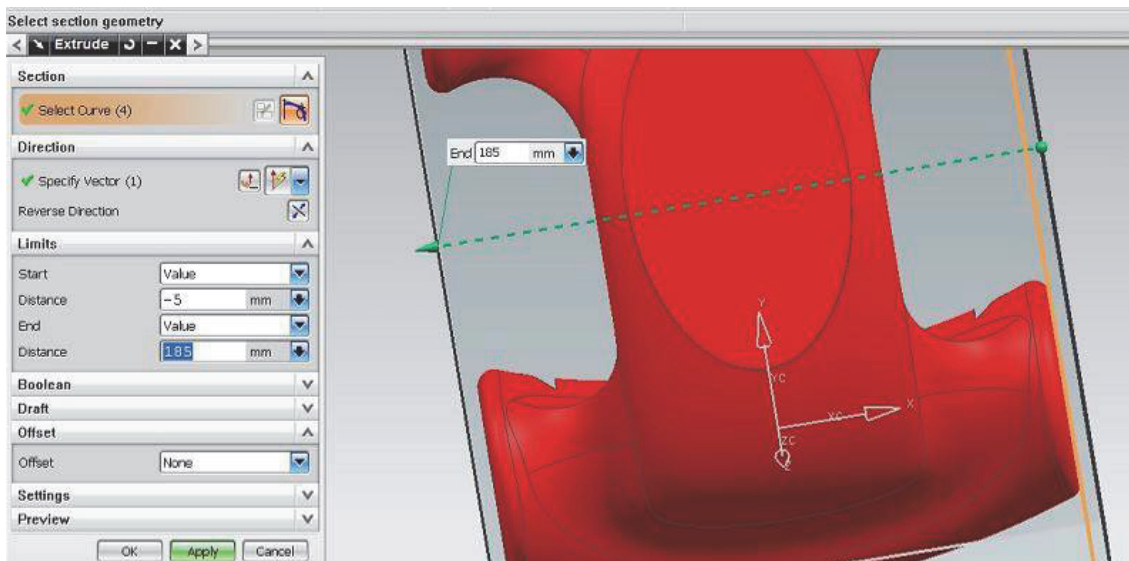 Select section geometry
Extrude
Section
Select Curve (4)
Direction
Specify Vector (1)
Reverse Direction
Limits
Start Value
Distance -5 mm
End Value
Distance 185 mm
Boolean
Draft
Offset
Offset None
Settings
Preview
OK Apply Cancel
End 185 mm
Y
YC
XC X
ZC
Z